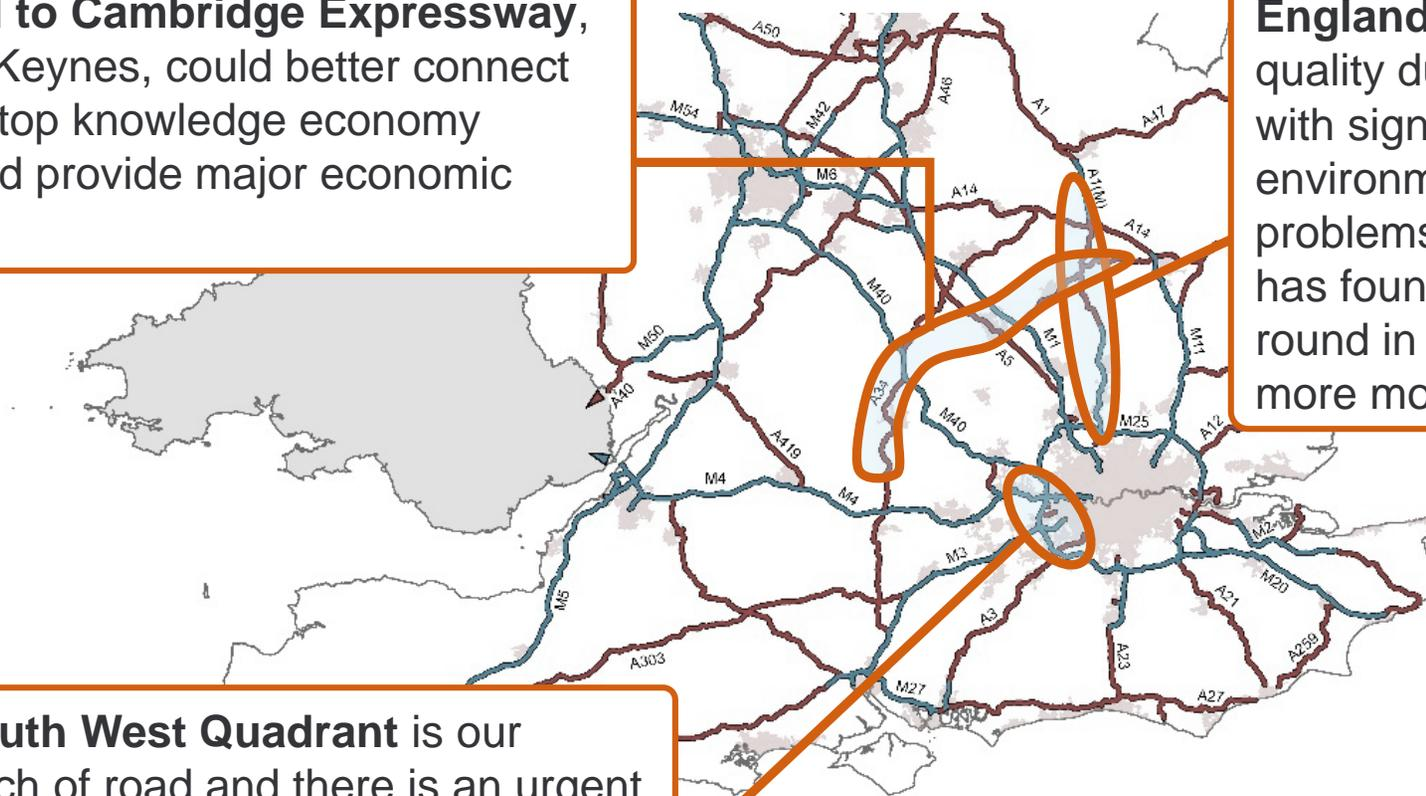 to Cambridge Expressway,
Keynes, could better connect
top knowledge economy
d provide major economic
England
quality du
with sign
environm
problems
has foun
round in
more mo
A50
M54
M42
A46
A1
A47
M6
A14
A1(M)
A14
M40
M50
A40
A34
A5
M1
M11
M40
M25
A12
A419
M4
M4
M3
M2
M20
M5
A3
A21
A23
A259
A303
M27
A27
uth West Quadrant is our
ch of road and there is an urgent